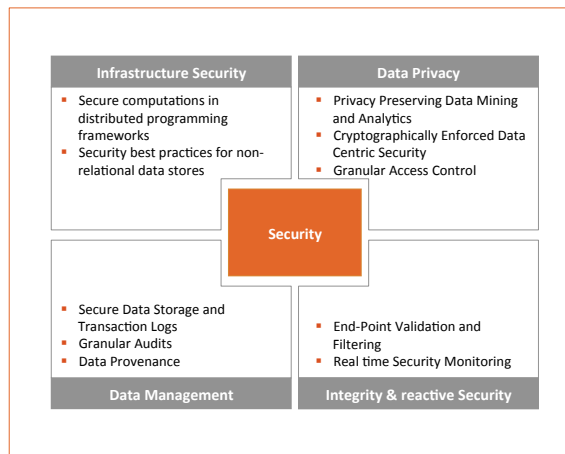 Infrastructure Security
Secure computations in
distributed programming
frameworks
Security best practices for non-
relational data stores
Data Privacy
Privacy Preserving Data Mining
and Analytics
Cryptographically Enforced Data
Centric Security
Granular Access Control
Security
Secure Data Storage and
Transaction Logs
Granular Audits
Data Provenance
Data Management
End-Point Validation and
Filtering
Real time Security Monitoring
Integrity & reactive Security